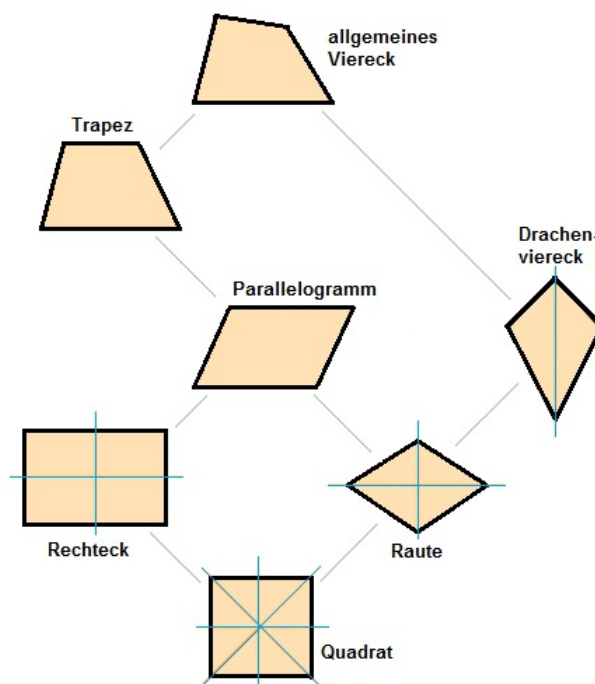 allgemeines
Viereck
Trapez
Drachen-
viereck
Parallelogramm
Rechteck
Raute
Quadrat